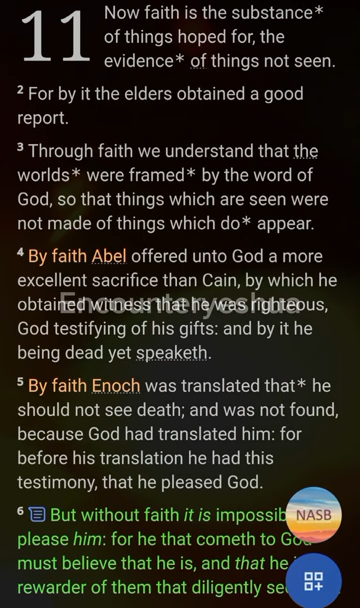 11 Now faith is the substance*
of things hoped for, the
evidence* of things not seen.
2 For by it the elders obtained a good
report.
3 Through faith we understand that the
worlds* were framed* by the word of
God, so that things which are seen were
not made of things which do* appear.
4 By faith Abel offered unto God a more
excellent sacrifice than Cain, by which he
obtained witness that he was righteous,
Encounteryeshua
God testifying of his gifts: and by it he
being dead yet speaketh.
5 By faith Enoch was translated that* he
should not see death; and was not found,
because God had translated him: for
before his translation he had this
testimony, that he pleased God.
6 But without faith it is impossib
NASB
please him: for he that cometh to God
must believe that he is, and that he
rewarder of them that diligently